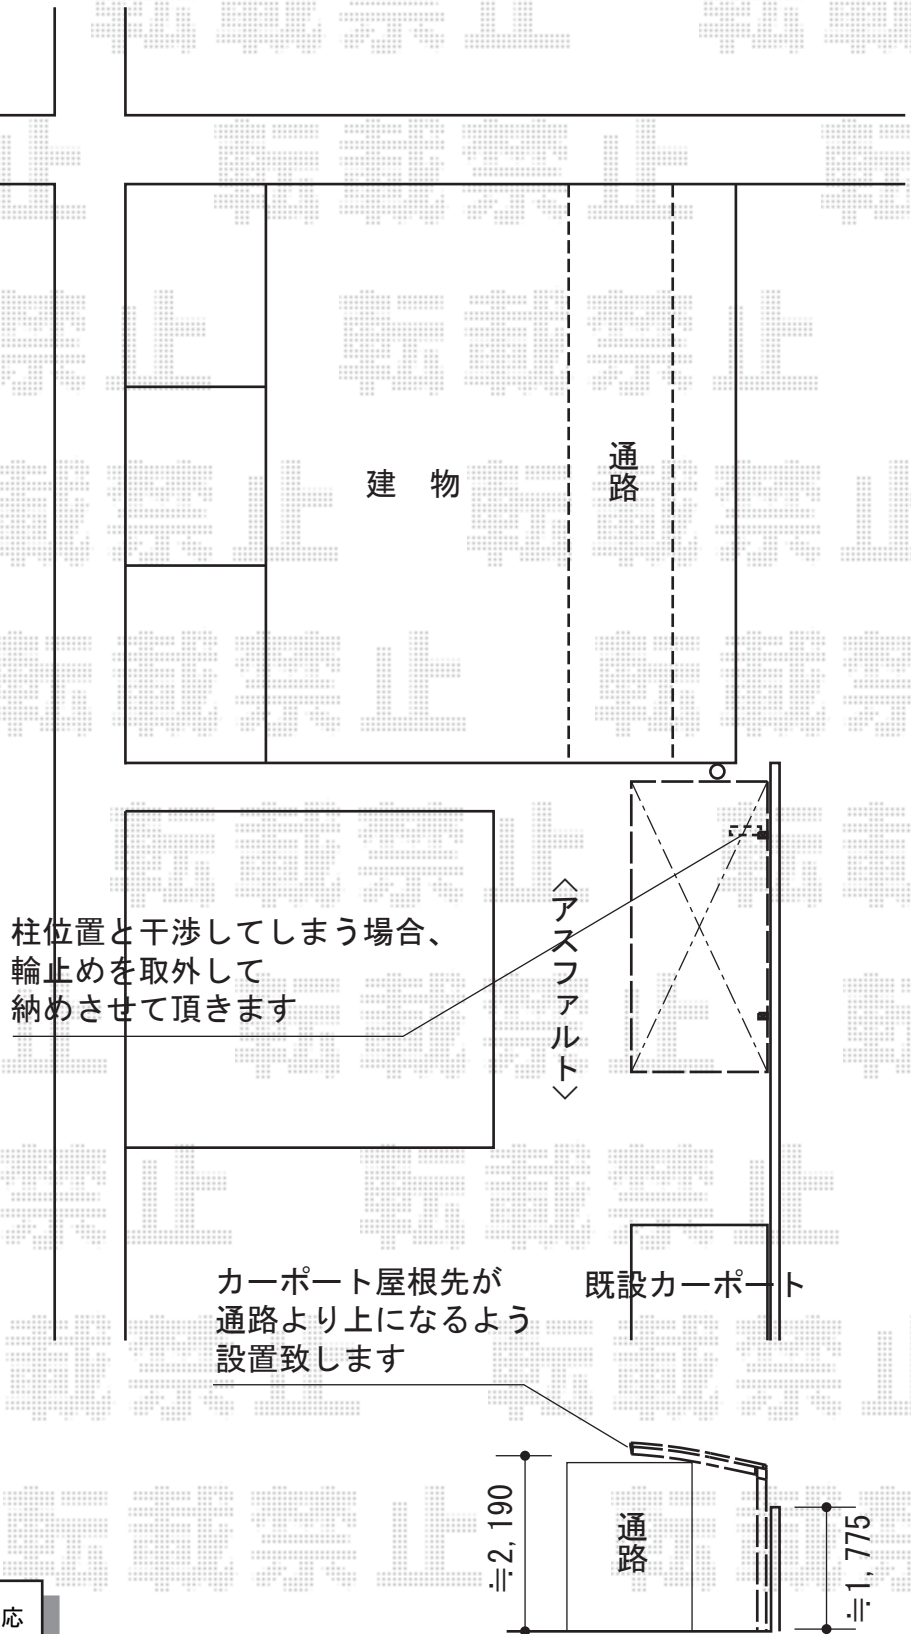 建 物
通路
〈アスファルト〉
柱位置と干渉してしまう場合、
輪止めを取外して
納めさせて頂きます
カーポート屋根先が
通路より上になるよう
設置致します
既設カーポート
≒2,190
通路
≒1,775
応
転載禁止